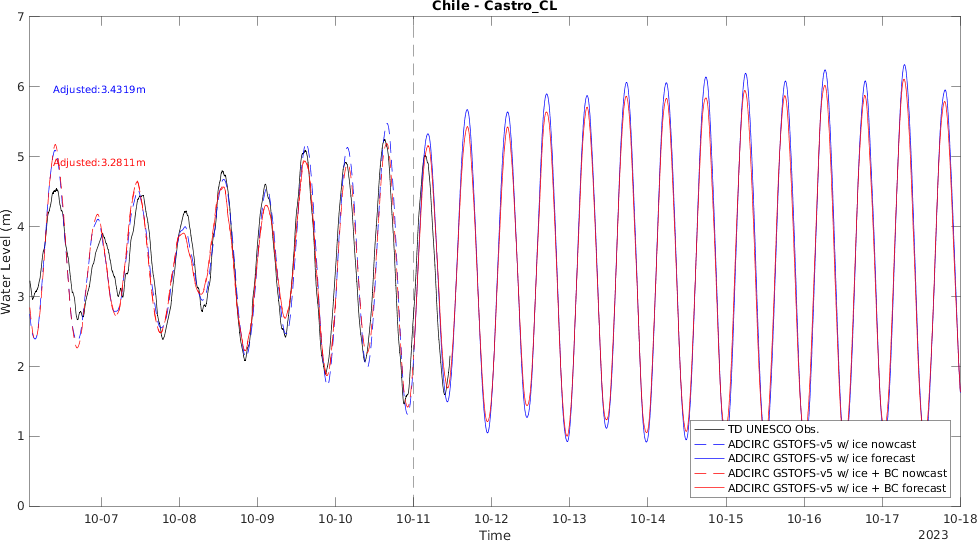 Chile - Castro_CL
7
6
5
4
3
2
1
0
Water Level (m)
Adjusted:3.4319m
Adjusted:3.2811m
TD UNESCO Obs.
ADCIRC GSTOFS-v5 w/ ice nowcast
ADCIRC GSTOFS-v5 w/ ice forecast
ADCIRC GSTOFS-v5 w/ ice + BC nowcast
ADCIRC GSTOFS-v5 w/ ice + BC forecast
10-07 10-08 10-09 10-10 10-11 10-12 10-13 10-14 10-15 10-16 10-17 10-18
Time
2023